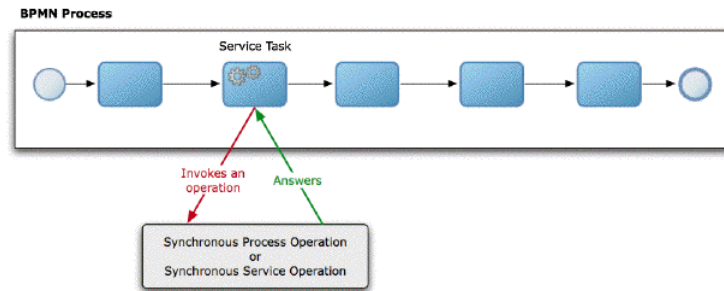 BPMN Process
Service Task
Invokes an
operation
Answers
Synchronous Process Operation
or
Synchronous Service Operation